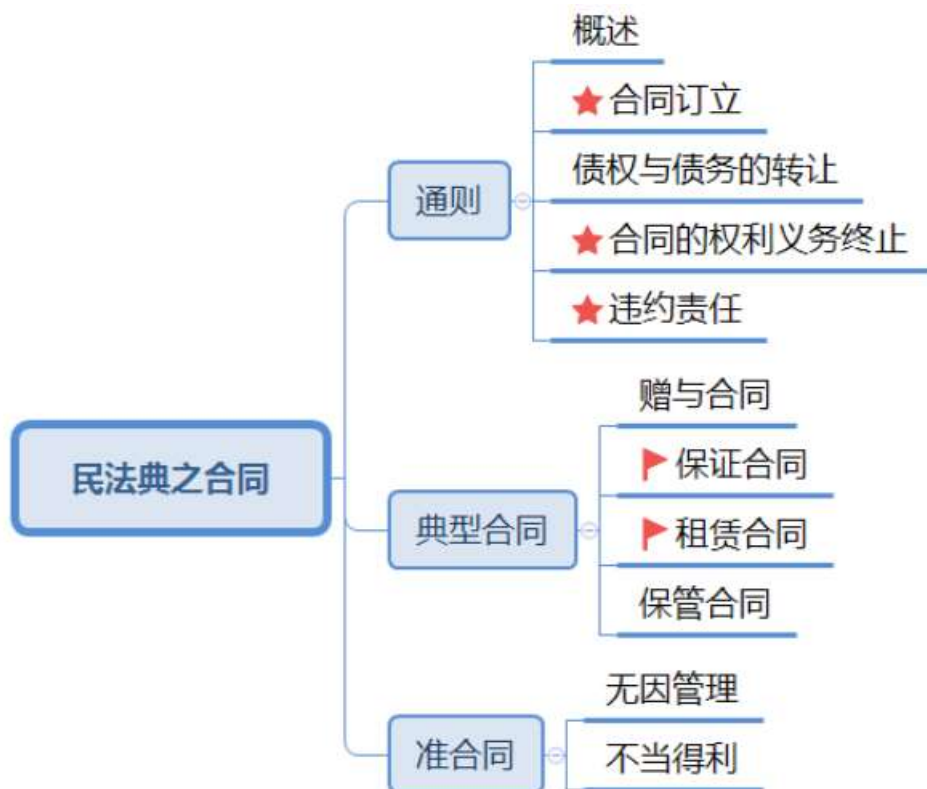 民法典之合同
通则
概述
合同订立
债权与债务的转让
合同的权利义务终止
违约责任
典型合同
赠与合同
保证合同
租赁合同
保管合同
准合同
无因管理
不当得利